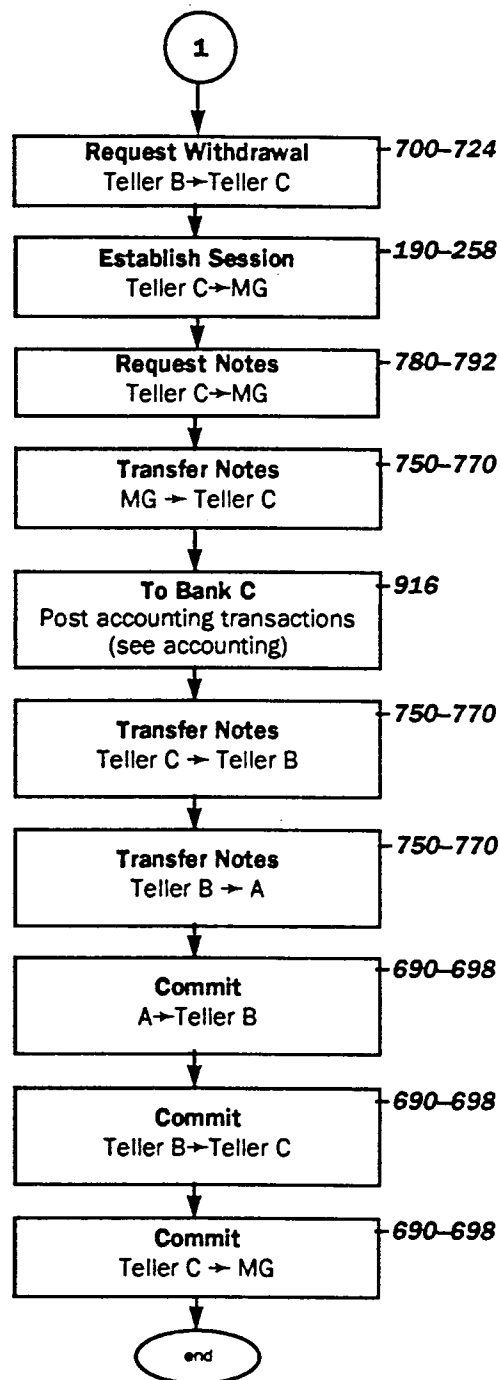 1
Request Withdrawal
Teller B→Teller C
700–724
Establish Session
Teller C→MG
190–258
Request Notes
Teller C→MG
780–792
Transfer Notes
MG → Teller C
750–770
To Bank C
Post accounting transactions
(see accounting)
916
Transfer Notes
Teller C → Teller B
750–770
Transfer Notes
Teller B → A
750–770
Commit
A→Teller B
690–698
Commit
Teller B→Teller C
690–698
Commit
Teller C → MG
690–698
end